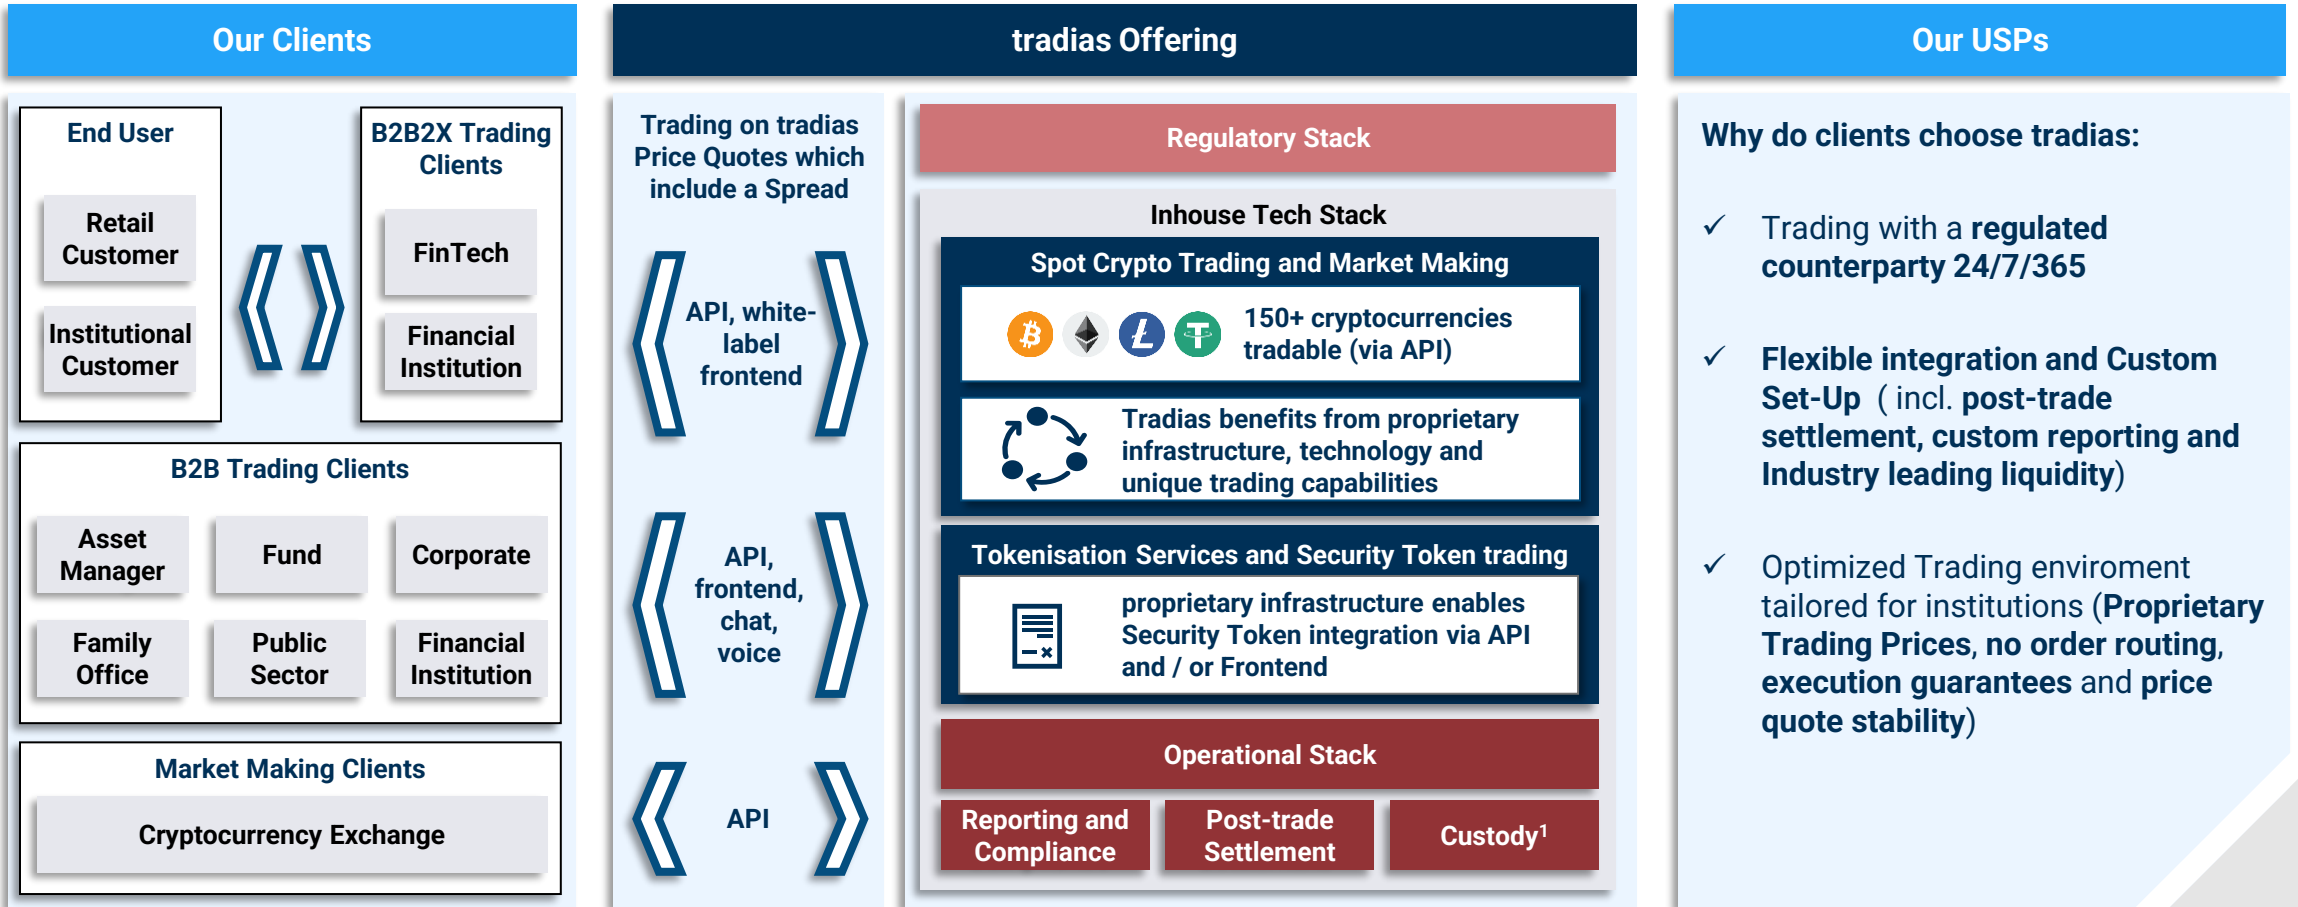 Our Clients
tradias Offering
Our USPs
End User
Retail
Customer
Institutional
Customer
B2B2X Trading
Clients
FinTech
Financial
Institution
B2B Trading Clients
Asset
Manager
Fund
Corporate
Family
Office
Public
Sector
Financial
Institution
Market Making Clients
Cryptocurrency Exchange
Trading on tradias
Price Quotes which
include a Spread
API, white-
label
frontend
API,
frontend,
chat,
voice
API
Regulatory Stack
Inhouse Tech Stack
Spot Crypto Trading and Market Making
150+ cryptocurrencies
tradable (via API)
Tradias benefits from proprietary
infrastructure, technology and
unique trading capabilities
Tokenisation Services and Security Token trading
proprietary infrastructure enables
Security Token integration via API
and / or Frontend
Operational Stack
Reporting and
Compliance
Post-trade
Settlement
Custody¹
Why do clients choose tradias:
✓ Trading with a regulated
counterparty 24/7/365
✓ Flexible integration and Custom
Set-Up ( incl. post-trade
settlement, custom reporting and
Industry leading liquidity)
✓ Optimized Trading enviroment
tailored for institutions (Proprietary
Trading Prices, no order routing,
execution guarantees and price
quote stability)